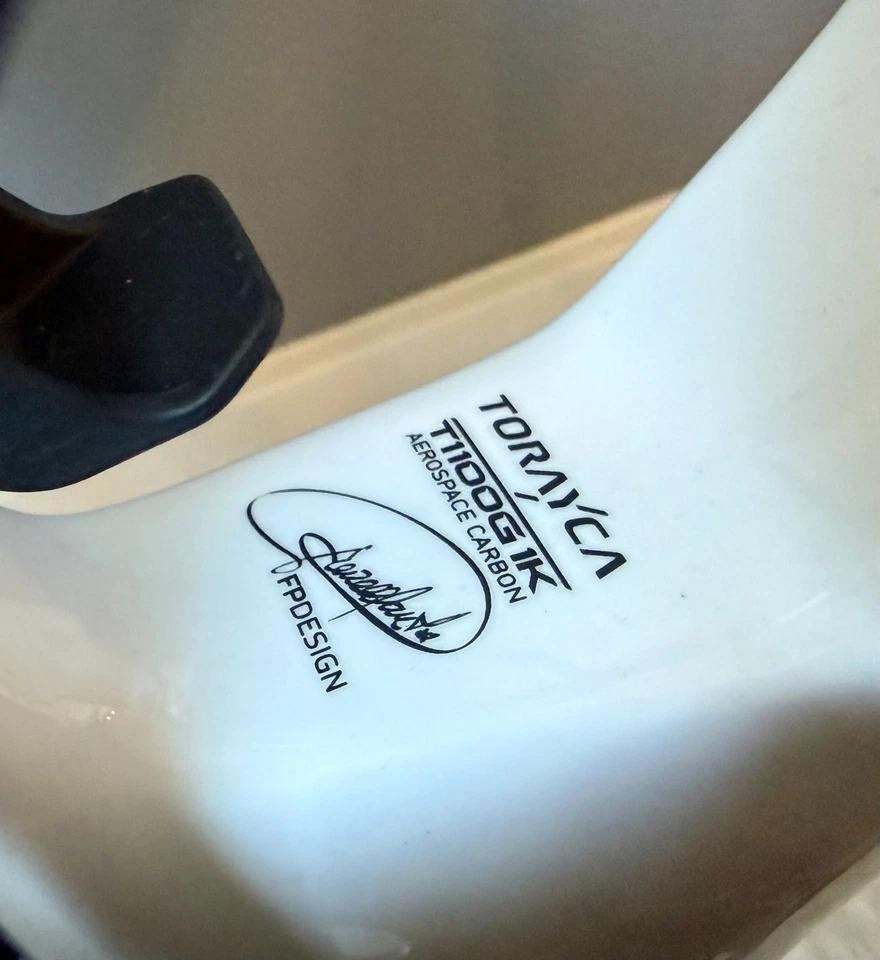 TORAYCA
T1100G 1K
AEROSPACE CARBON
FPDESIGN